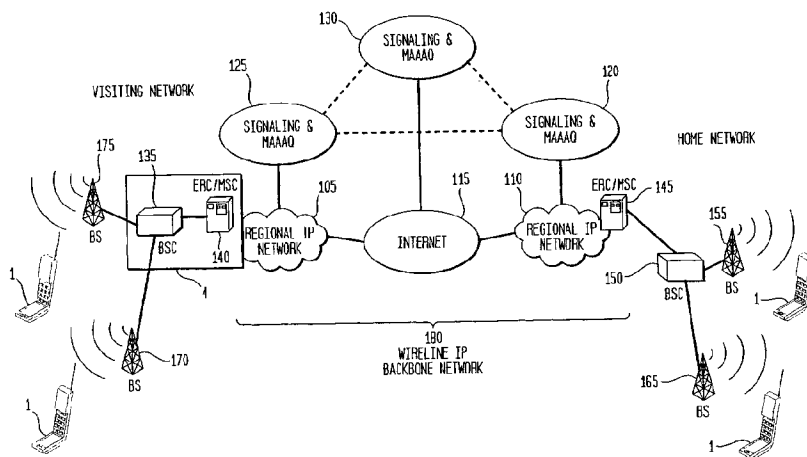 130
SIGNALING &
MAAAQ
125
120
VISITING NETWORK
SIGNALING &
MAAAQ
SIGNALING &
MAAAQ
HOME NETWORK
175
135
ERC/MSC
105
115
110
ERC/MSC
145
155
BS
BSC
140
REGIONAL IP
NETWORK
INTERNET
REGIONAL IP
NETWORK
150
BSC
BS
1
1
1
170
BS
180
WIRELINE IP
BACKBONE NETWORK
165
BS
1
1